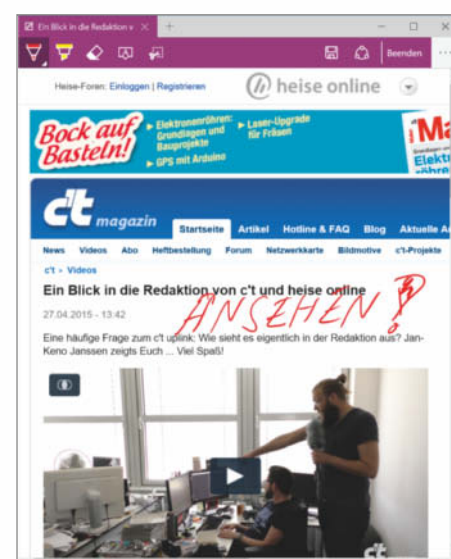 Ein Blick in die Redaktion v
Beenden
Heise-Foren: Einloggen | Registrieren
heise online
Bock auf
Basteln!
▸ Elektronenröhren:
Grundlagen und
Bauprojekte
▸ GPS mit Arduino
▸ Laser-Upgrade
für Fräsen
Ma
Elekt
c't magazin
Startseite
Artikel
Hotline & FAQ
Blog
Aktuelle A
News
Videos
Abo
Heftbestellung
Forum
Netzwerkkarte
Bildmotive
c't-Projekte
c't > Videos
Ein Blick in die Redaktion von c't und heise online
ANSEHEN!
27.04.2015 - 13:42
Eine häufige Frage zum c't uplink: Wie sieht es eigentlich in der Redaktion aus? Jan-
Keno Janssen zeigts Euch ... Viel Spaß!
c't